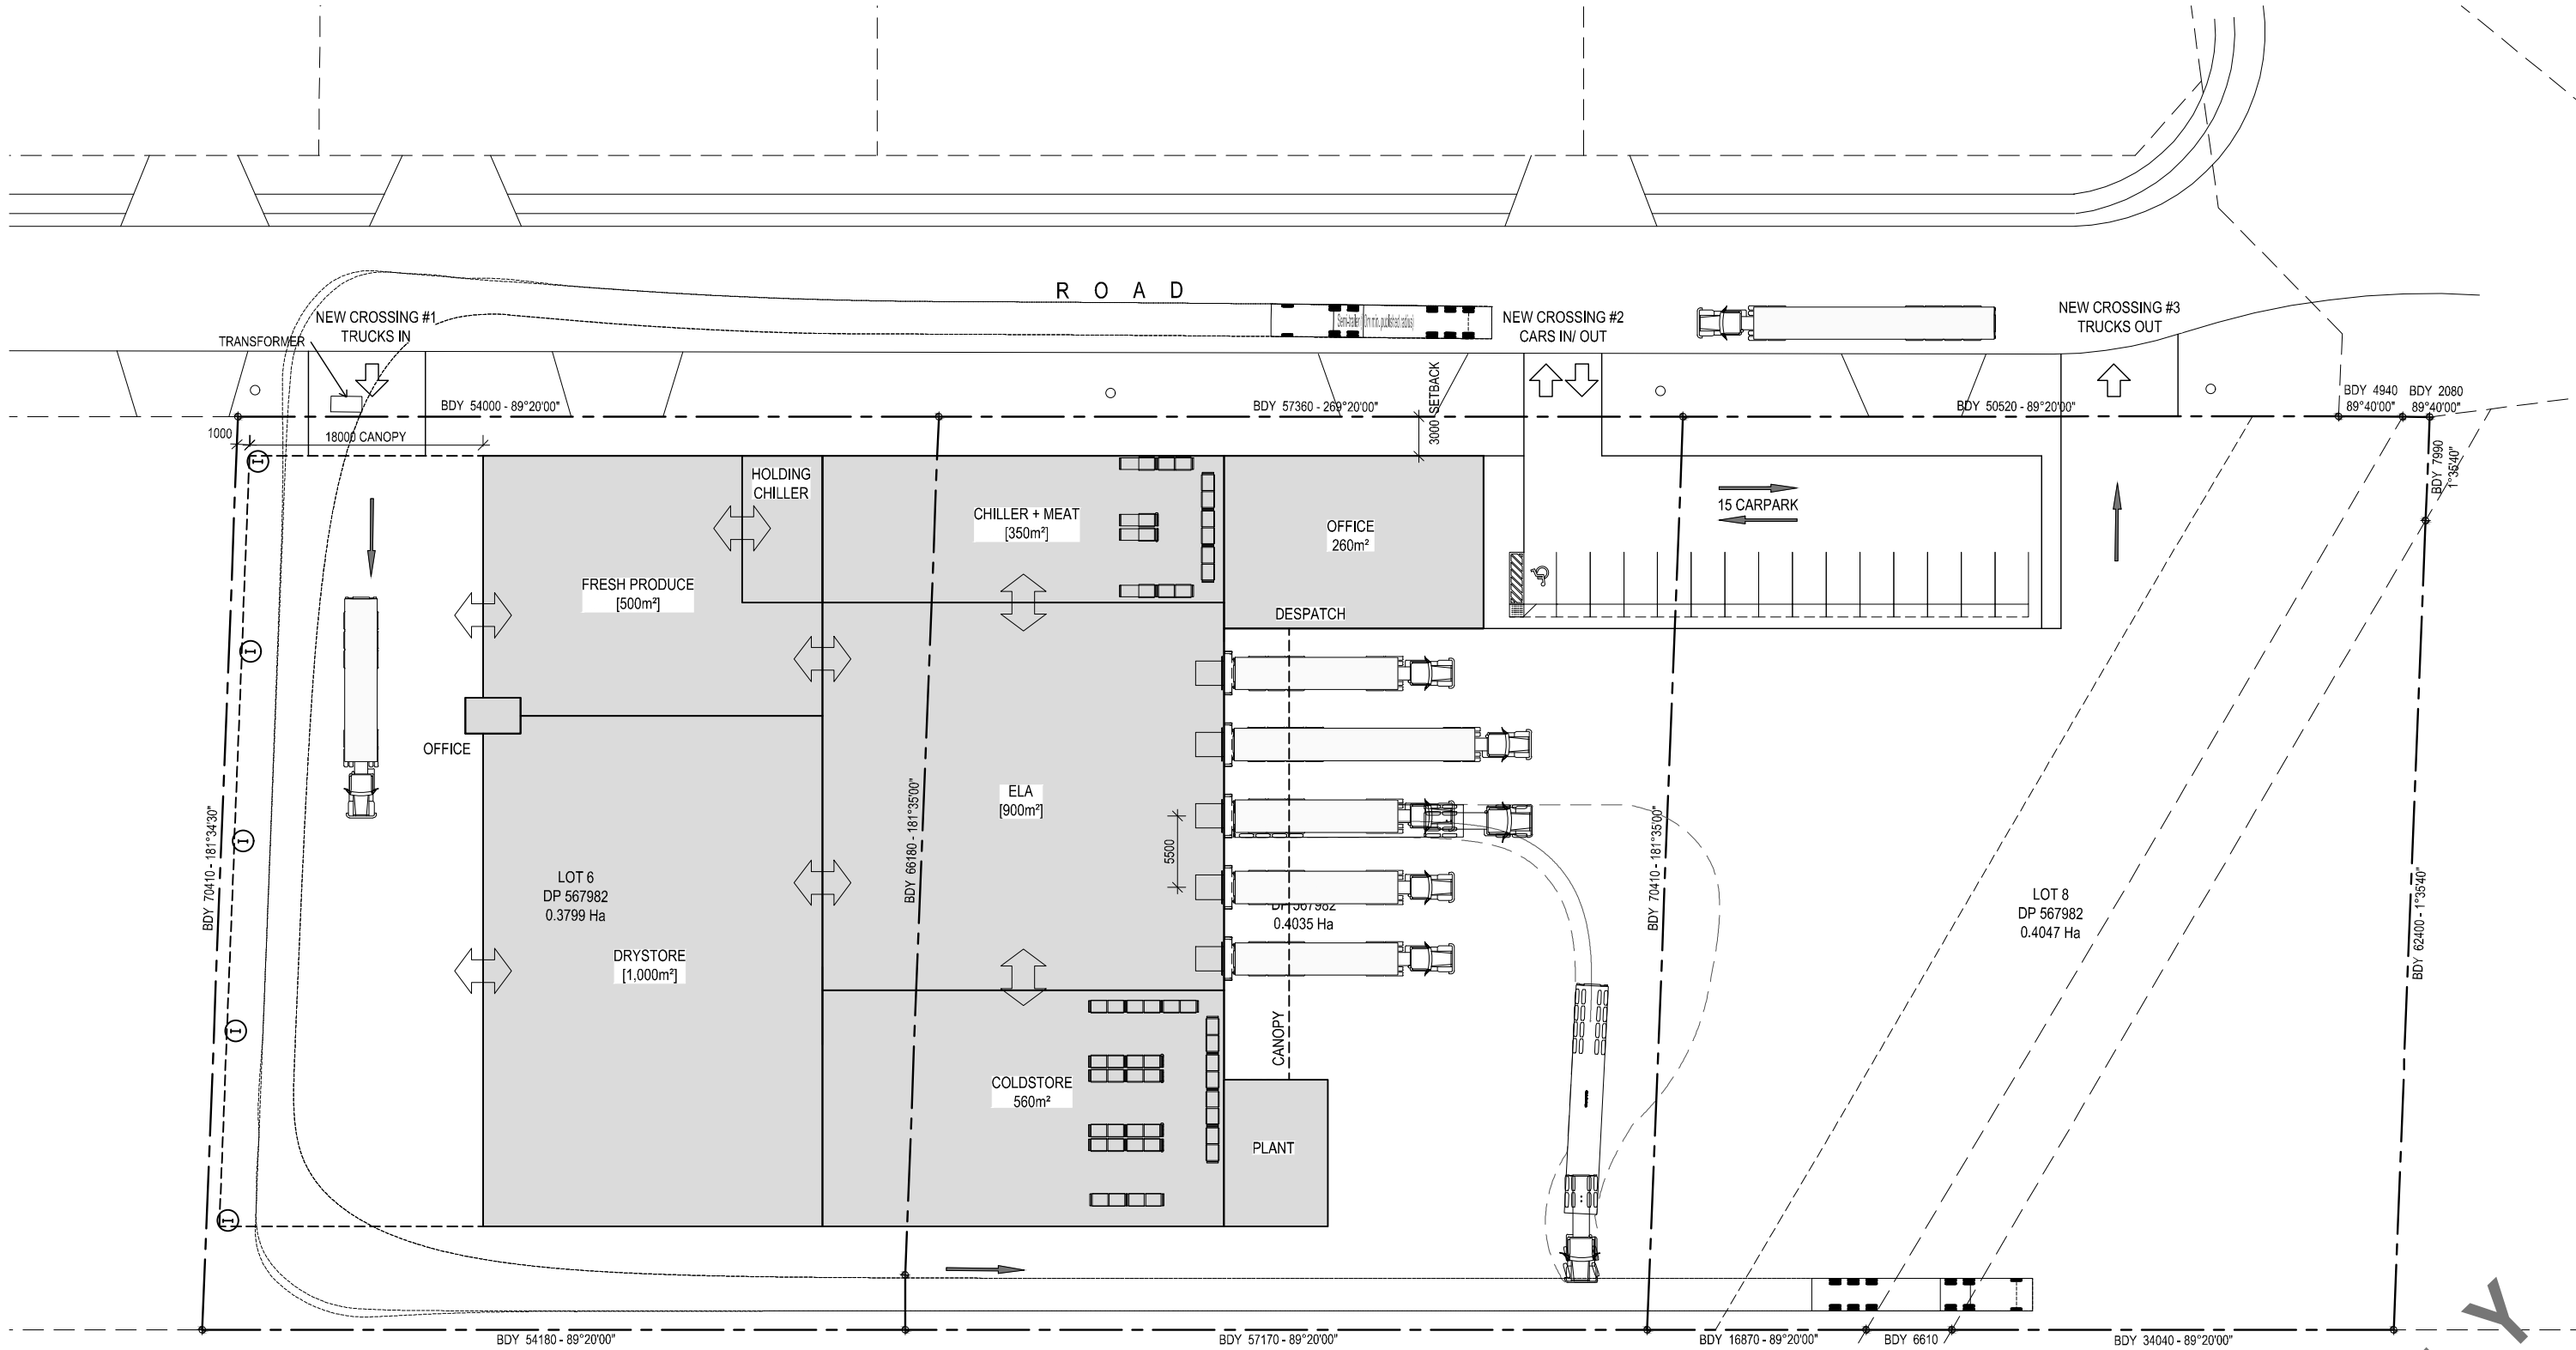 R O A D
NEW CROSSING #1
TRUCKS IN
TRANSFORMER
NEW CROSSING #2
CARS IN/ OUT
NEW CROSSING #3
TRUCKS OUT
BDY 54000 - 89°20'00"
BDY 57360 - 269°20'00"
3000 SETBACK
BDY 50520 - 89°20'00"
BDY 4940
89°40'00"
BDY 2080
89°40'00"
BDY 7990
1°35'40"
1000
18000 CANOPY
HOLDING
CHILLER
CHILLER + MEAT
[350m²]
OFFICE
260m²
15 CARPARK
FRESH PRODUCE
[500m²]
DESPATCH
OFFICE
ELA
[900m²]
5500
BDY 70410 - 181°34'30"
BDY 66180 - 181°35'00"
BDY 70410 - 181°35'00"
BDY 62400 - 1°35'40"
LOT 6
DP 567982
0.3799 Ha
DP 567982
0.4035 Ha
LOT 8
DP 567982
0.4047 Ha
DRYSTORE
[1,000m²]
CANOPY
COLDSTORE
560m²
PLANT
BDY 54180 - 89°20'00"
BDY 57170 - 89°20'00"
BDY 16870 - 89°20'00"
BDY 6610
BDY 34040 - 89°20'00"
Y